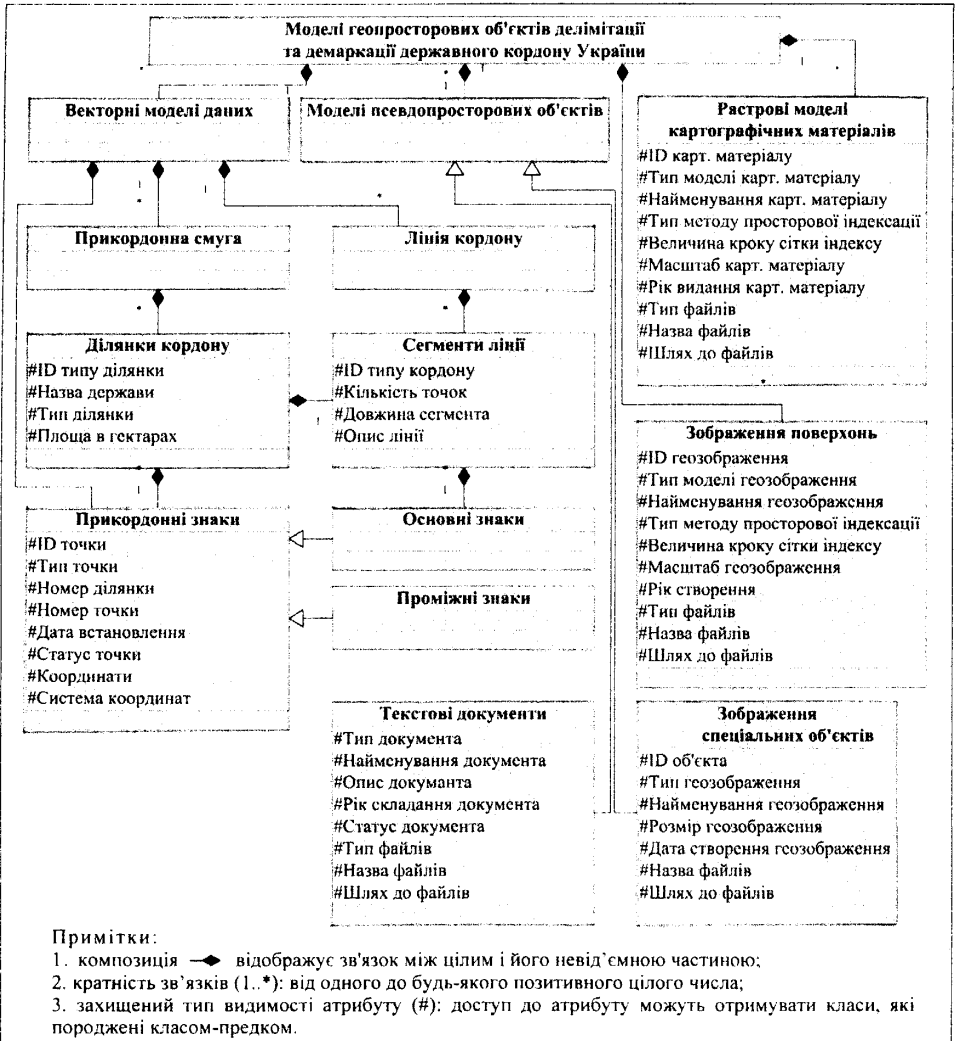 Моделі геопросторових об'єктів делімітації
та демаркації державного кордону України
Векторні моделі даних
Моделі псевдопросторових об'єктів
Растрові моделі
картографічних матеріалів
#ID карт. матеріалу
#Тип моделі карт. матеріалу
#Найменування карт. матеріалу
#Тип методу просторової індексації
#Величина кроку сітки індексу
#Масштаб карт. матеріалу
#Рік видання карт. матеріалу
#Тип файлів
#Назва файлів
#Шлях до файлів
Прикордонна смуга
Лінія кордону
Ділянки кордону
#ID типу ділянки
#Назва держави
#Тип ділянки
#Площа в гектарах
Сегменти лінії
#ID типу кордону
#Кількість точок
#Довжина сегмента
#Опис лінії
Зображення поверхонь
#ID геозображення
#Тип моделі геозображення
#Найменування геозображення
#Тип методу просторової індексації
#Величина кроку сітки індексу
#Масштаб геозображення
#Рік створення
#Тип файлів
#Назва файлів
#Шлях до файлів
Прикордонні знаки
#ID точки
#Тип точки
#Номер ділянки
#Номер точки
#Дата встановлення
#Статус точки
#Координати
#Система координат
Основні знаки
Проміжні знаки
Текстові документи
#Тип документа
#Найменування документа
#Опис докуманта
#Рік складання документа
#Статус документа
#Тип файлів
#Назва файлів
#Шлях до файлів
Зображення
спеціальних об'єктів
#ID об'єкта
#Тип геозображення
#Найменування геозображення
#Розмір геозображення
#Дата створення геозображення
#Назва файлів
#Шлях до файлів
Примітки:
1. композиція відображує зв'язок між цілим і його невід'ємною частиною;
2. кратність зв'язків (1..*): від одного до будь-якого позитивного цілого числа;
3. захищений тип видимості атрибуту (#): доступ до атрибуту можуть отримувати класи, які
породжені класом-предком.